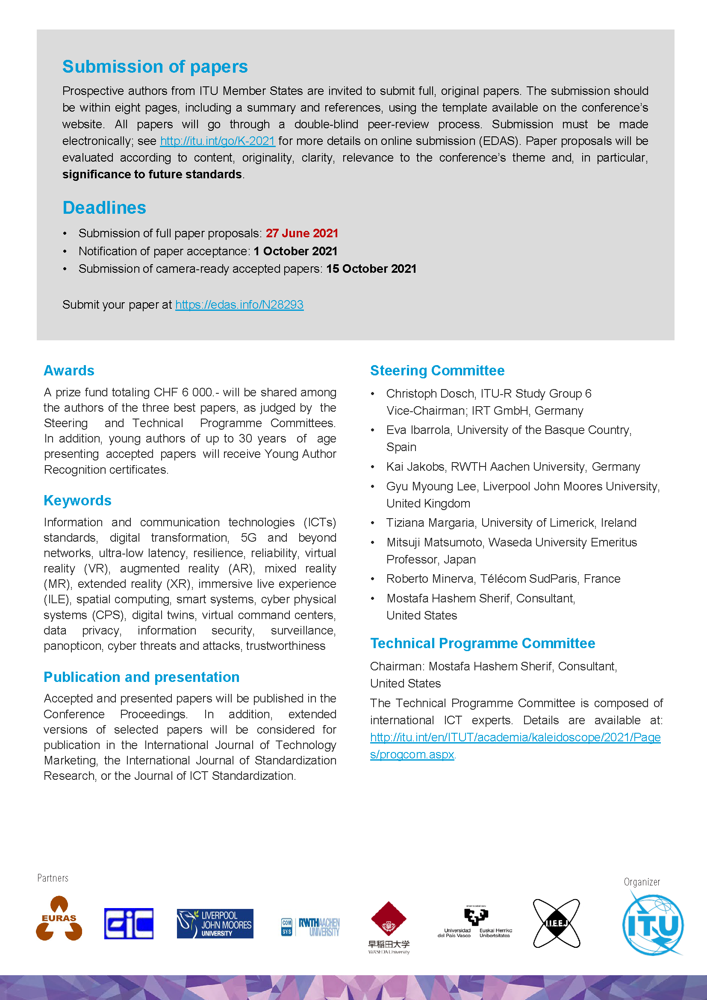 Submission of papers
Prospective authors from ITU Member States are invited to submit full, original papers. The submission should
be within eight pages, including a summary and references, using the template available on the conference’s
website. All papers will go through a double-blind peer-review process. Submission must be made
electronically; see http://itu.int/go/K-2021 for more details on online submission (EDAS). Paper proposals will be
evaluated according to content, originality, clarity, relevance to the conference’s theme and, in particular,
significance to future standards.
Deadlines
• Submission of full paper proposals: 27 June 2021
• Notification of paper acceptance: 1 October 2021
• Submission of camera-ready accepted papers: 15 October 2021
Submit your paper at https://edas.info/N28293
Awards
A prize fund totaling CHF 6 000.- will be shared among
the authors of the three best papers, as judged by the
Steering and Technical Programme Committees.
In addition, young authors of up to 30 years of age
presenting accepted papers will receive Young Author
Recognition certificates.
Keywords
Information and communication technologies (ICTs)
standards, digital transformation, 5G and beyond
networks, ultra-low latency, resilience, reliability, virtual
reality (VR), augmented reality (AR), mixed reality
(MR), extended reality (XR), immersive live experience
(ILE), spatial computing, smart systems, cyber physical
systems (CPS), digital twins, virtual command centers,
data privacy, information security, surveillance,
panopticon, cyber threats and attacks, trustworthiness
Publication and presentation
Accepted and presented papers will be published in the
Conference Proceedings. In addition, extended
versions of selected papers will be considered for
publication in the International Journal of Technology
Marketing, the International Journal of Standardization
Research, or the Journal of ICT Standardization.
Steering Committee
• Christoph Dosch, ITU-R Study Group 6
Vice-Chairman; IRT GmbH, Germany
• Eva Ibarrola, University of the Basque Country,
Spain
• Kai Jakobs, RWTH Aachen University, Germany
• Gyu Myoung Lee, Liverpool John Moores University,
United Kingdom
• Tiziana Margaria, University of Limerick, Ireland
• Mitsuji Matsumoto, Waseda University Emeritus
Professor, Japan
• Roberto Minerva, Télécom SudParis, France
• Mostafa Hashem Sherif, Consultant,
United States
Technical Programme Committee
Chairman: Mostafa Hashem Sherif, Consultant,
United States
The Technical Programme Committee is composed of
international ICT experts. Details are available at:
http://itu.int/en/ITUT/academia/kaleidoscope/2021/Page
s/progcom.aspx.
Partners
Organizer
EURAS
EiC
LIVERPOOL
JOHN MOORES
UNIVERSITY
COM
SYS
RWTHAACHEN
UNIVERSITY
早稲田大学
WASEDA University
eman ta zabal zazu
Universidad
del País Vasco
Euskal Herriko
Unibertsitatea
I.I.E.E.J
ITU